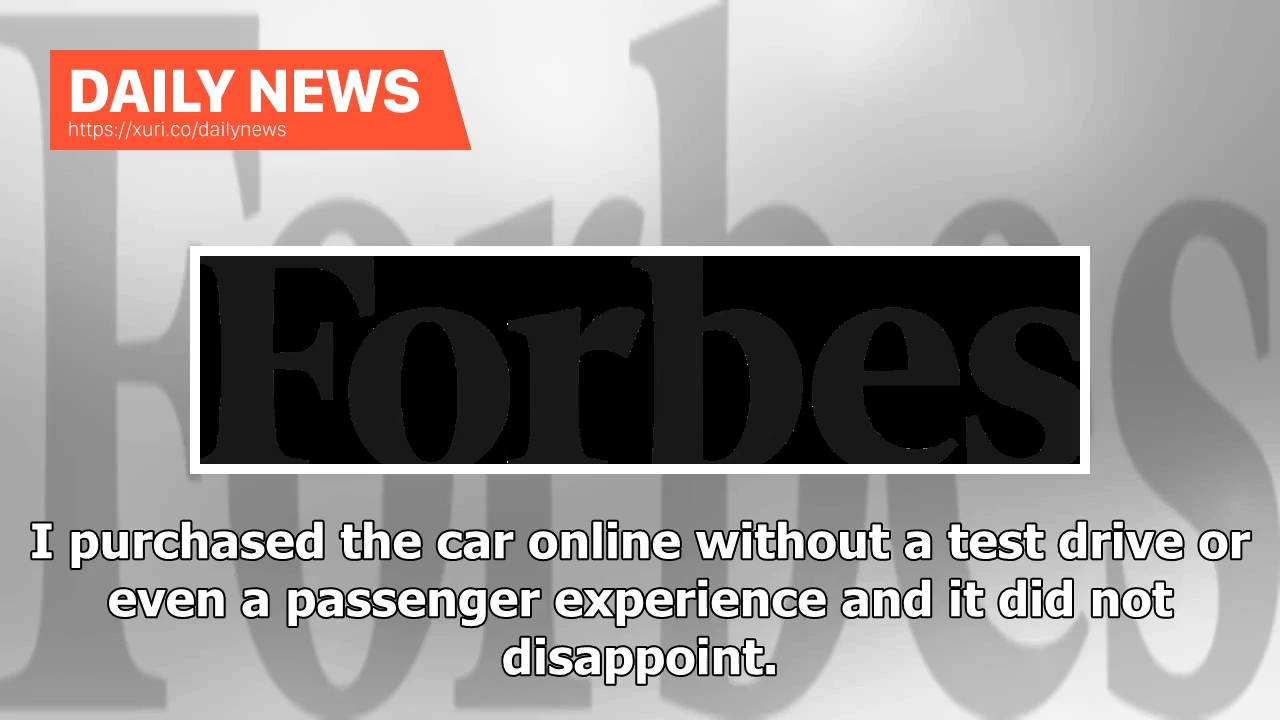 DAILY NEWS
https://xuri.co/dailynews
Forbes
Forbes
I purchased the car online without a test drive or
even a passenger experience and it did not
disappoint.